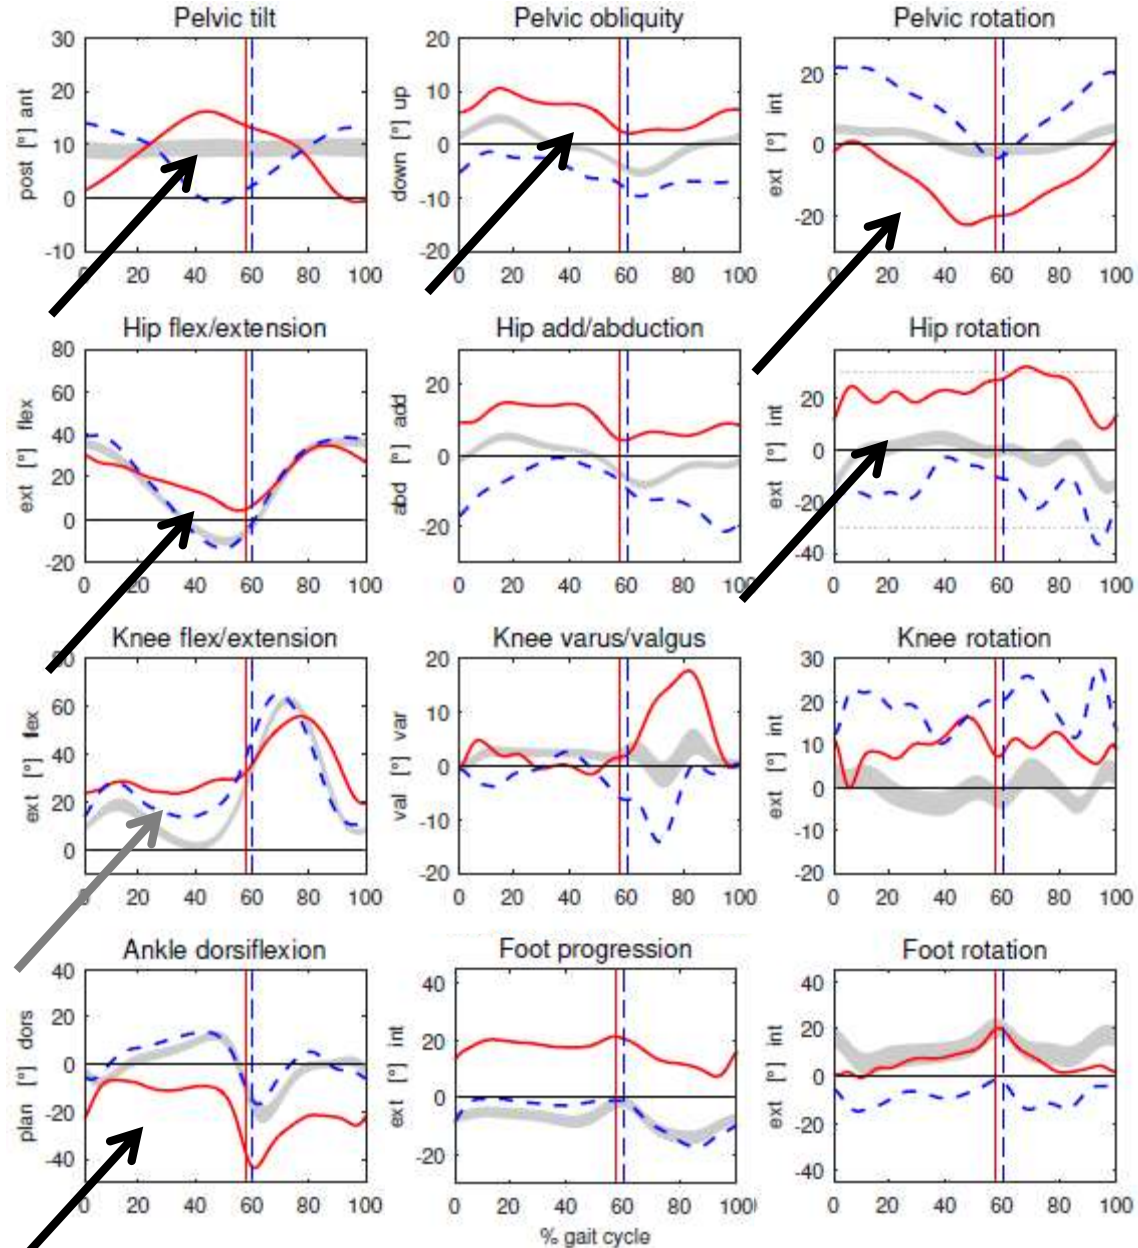 Pelvic tilt
30
20
10
0
-10
post [°] ant
0 20 40 60 80 100
Pelvic obliquity
20
10
0
-10
-20
down [°] up
0 20 40 60 80 100
Pelvic rotation
20
0
-20
ext [°] int
0 20 40 60 80 100
Hip flex/extension
80
60
40
20
0
-20
ext [°] flex
0 20 40 60 80 100
Hip add/abduction
20
0
-20
abd [°] add
0 20 40 60 80 100
Hip rotation
20
0
-20
-40
ext [°] int
0 20 40 60 80 100
Knee flex/extension
80
60
40
20
0
ext [°] flex
0 20 40 60 80 100
Knee varus/valgus
20
10
0
-10
-20
val [°] var
0 20 40 60 80 100
Knee rotation
30
20
10
0
-10
-20
ext [°] int
0 20 40 60 80 100
Ankle dorsiflexion
40
20
0
-20
-40
plan [°] dors
0 20 40 60 80 100
Foot progression
40
20
0
-20
ext [°] int
0 20 40 60 80 100
% gait cycle
Foot rotation
40
20
0
-20
-40
ext [°] int
0 20 40 60 80 100